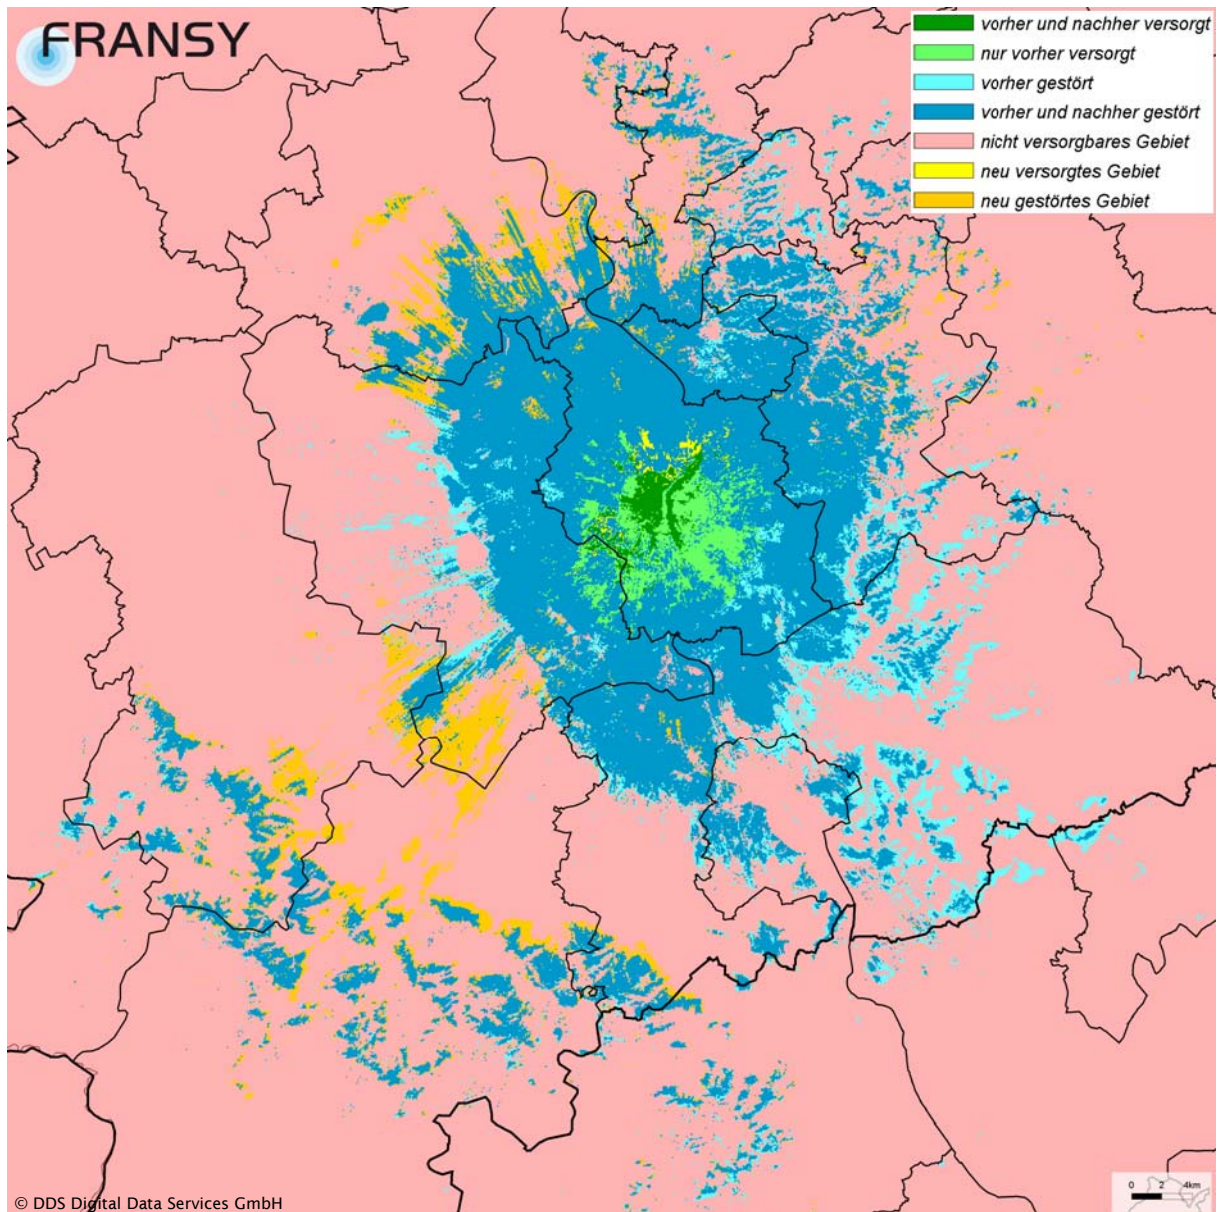 FRANSY
vorher und nachher versorgt
nur vorher versorgt
vorher gestört
vorher und nachher gestört
nicht versorgbares Gebiet
neu versorgtes Gebiet
neu gestörtes Gebiet
© DDS Digital Data Services GmbH
0 2 4km